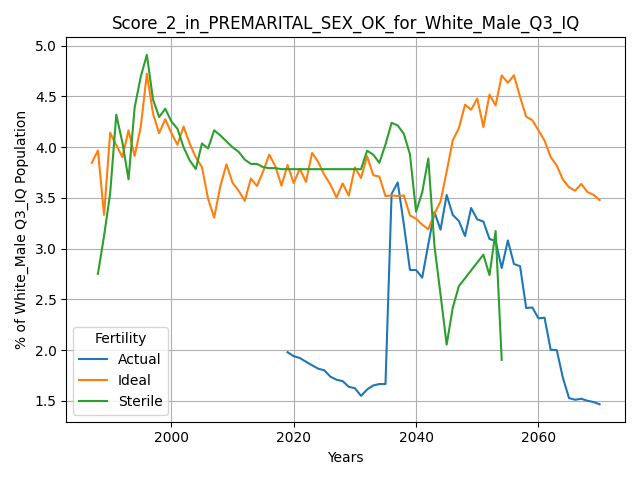 Score_2_in_PREMARITAL_SEX_OK_for_White_Male_Q3_IQ
% of White_Male Q3_IQ Population
5.0
4.5
4.0
3.5
3.0
2.5
2.0
1.5
Fertility
Actual
Ideal
Sterile
2000
2020
2040
2060
Years